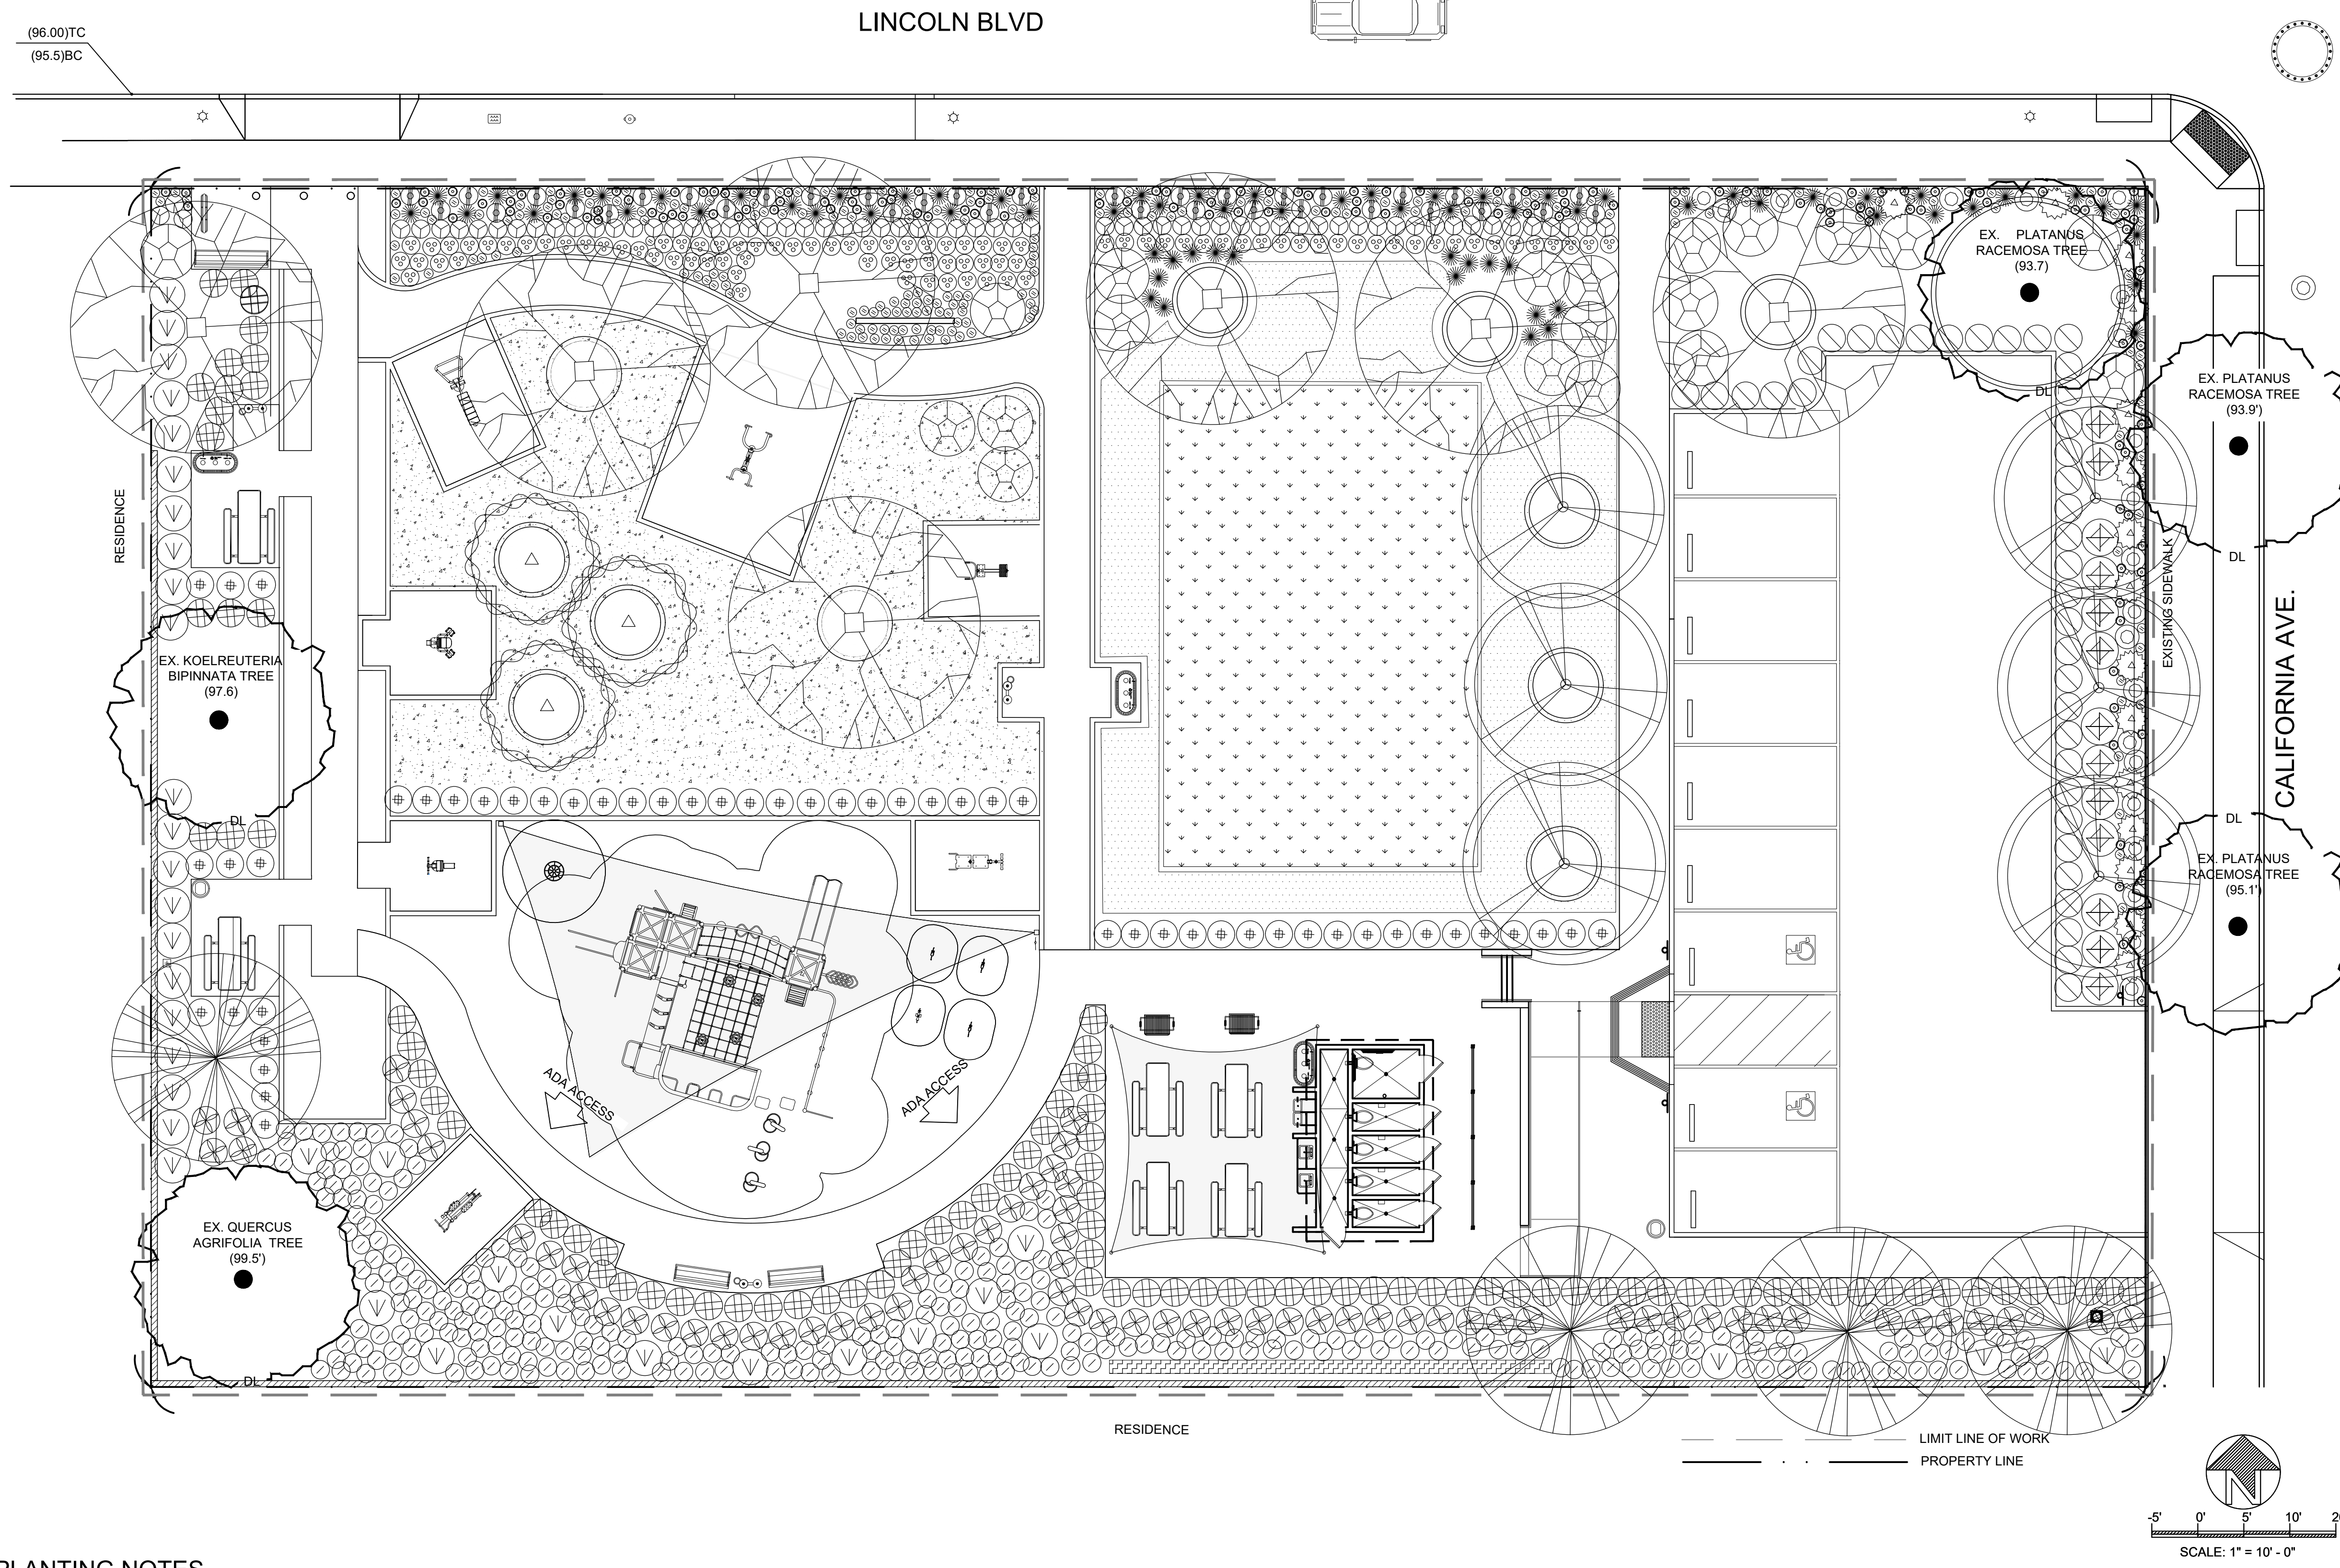 LINCOLN BLVD
(96.00)TC
(95.5)BC
EX. PLATANUS
RACEMOSA TREE
(93.7)
DL
EX. PLATANUS
RACEMOSA TREE
(93.9')
DL
RESIDENCE
EXISTING SIDEWALK
CALIFORNIA AVE.
EX. KOELREUTERIA
BIPINNATA TREE
(97.6)
DL
DL
EX. PLATANUS
RACEMOSA TREE
(95.1')
ADA ACCESS
ADA ACCESS
EX. QUERCUS
AGRIFOLIA TREE
(99.5')
DL
RESIDENCE
LIMIT LINE OF WORK
PROPERTY LINE
N
-5' 0' 5' 10'
SCALE: 1" = 10' - 0"
PLANTING NOTES